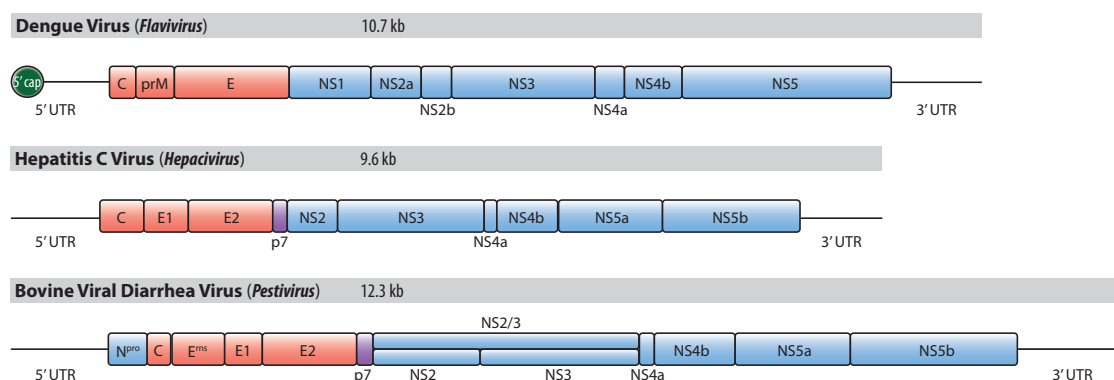 Dengue Virus (Flavivirus) 10.7 kb
5' cap C prM E NS1 NS2a NS3 NS4b NS5
5' UTR NS2b NS4a 3' UTR
Hepatitis C Virus (Hepacivirus) 9.6 kb
C E1 E2 NS2 NS3 NS4b NS5a NS5b
5' UTR p7 NS4a 3' UTR
Bovine Viral Diarrhea Virus (Pestivirus) 12.3 kb
NS2/3
Npro C Erns E1 E2 NS4b NS5a NS5b
5' UTR p7 NS2 NS3 NS4a 3' UTR